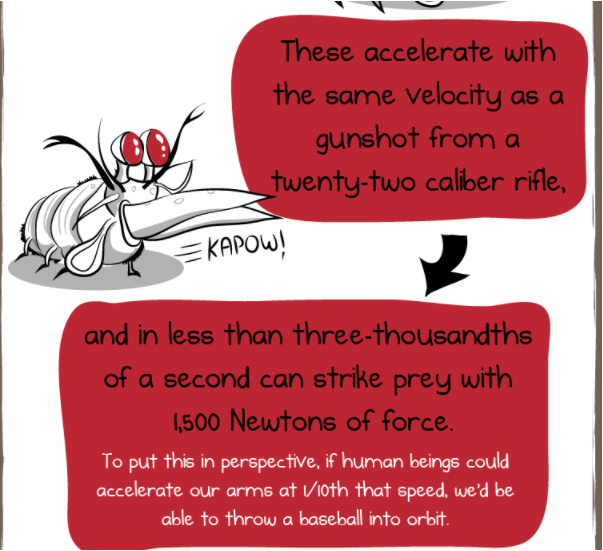 These accelerate with
the same velocity as a
gunshot from a
twenty-two caliber rifle,
KAPOW!
and in less than three-thousandths
of a second can strike prey with
1,500 Newtons of force.
To put this in perspective, if human beings could
accelerate our arms at 1/10th that speed, we'd be
able to throw a baseball into orbit.